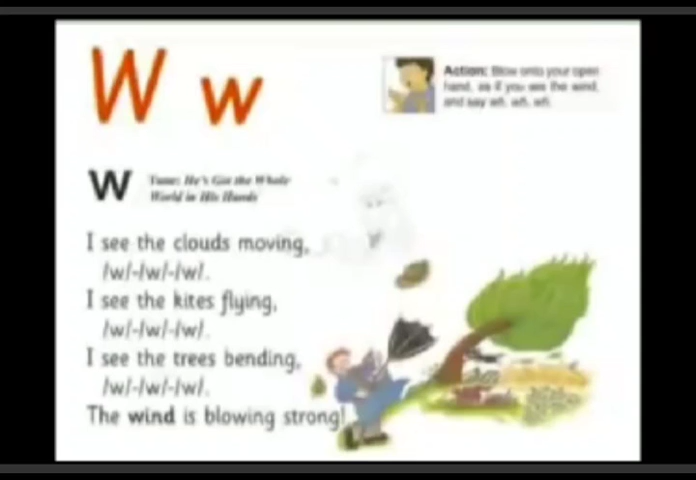 W w
Action: Blow onto your open
hand, as if you are the wind,
and say wh, wh, wh.
w
Tune: He's Got the Whole
World in His Hands
I see the clouds moving,
/w/-/w/-/w/.
I see the kites flying,
/w/-/w/-/w/.
I see the trees bending,
/w/-/w/-/w/.
The wind is blowing strong!